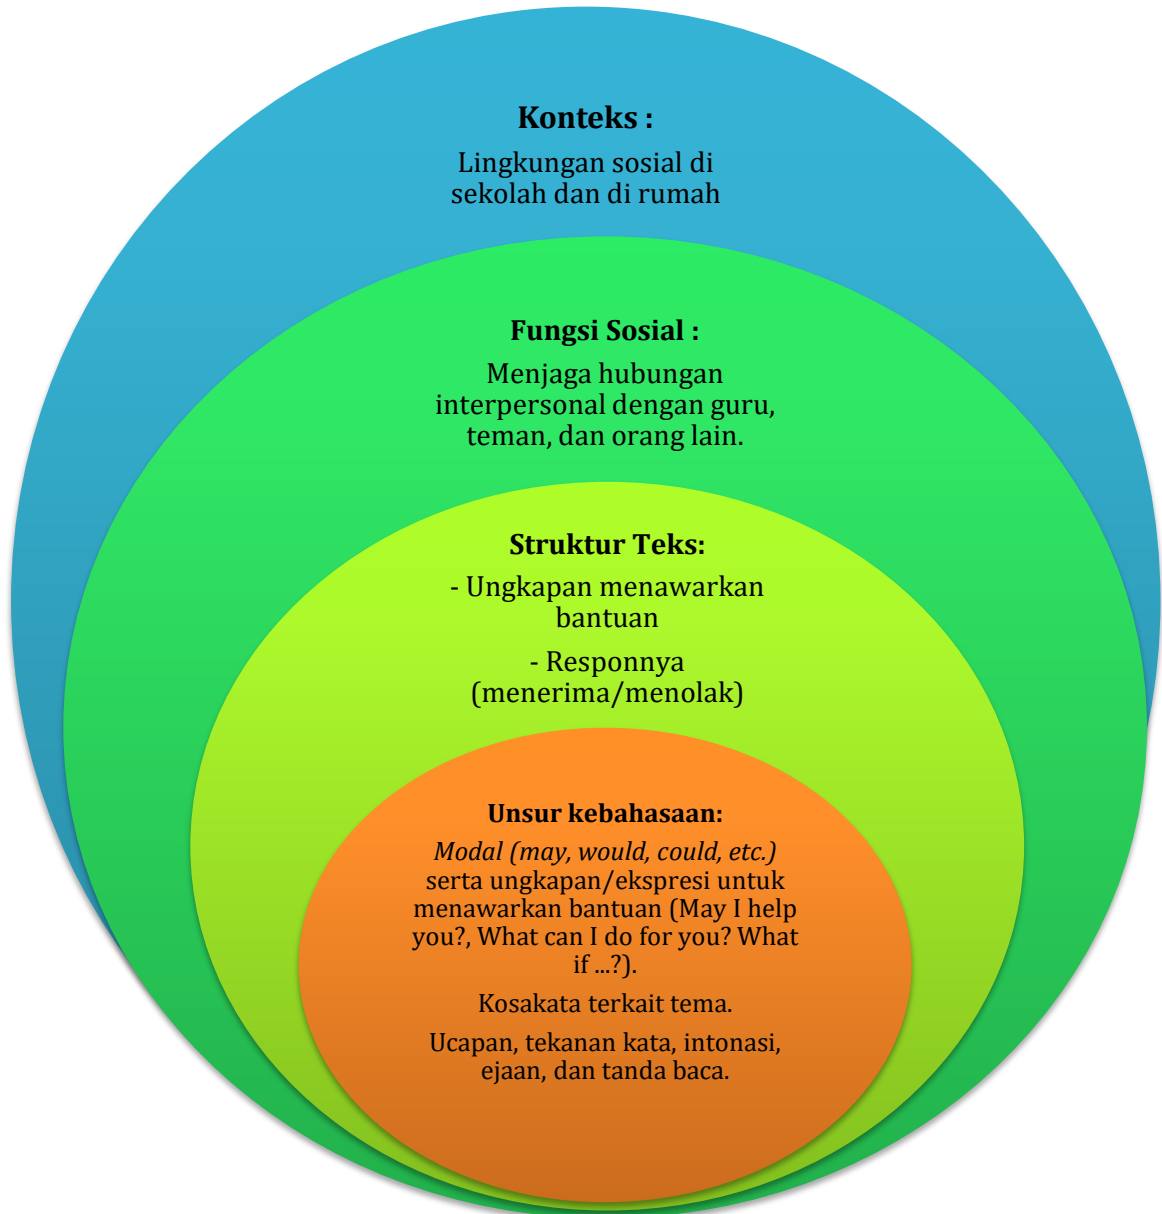 Konteks :
Lingkungan sosial di
sekolah dan di rumah
Fungsi Sosial :
Menjaga hubungan
interpersonal dengan guru,
teman, dan orang lain.
Struktur Teks:
- Ungkapan menawarkan
bantuan
- Responnya
(menerima/menolak)
Unsur kebahasaan:
Modal (may, would, could, etc.)
serta ungkapan/ekspresi untuk
menawarkan bantuan (May I help
you?, What can I do for you? What
if ...?).
Kosakata terkait tema.
Ucapan, tekanan kata, intonasi,
ejaan, dan tanda baca.